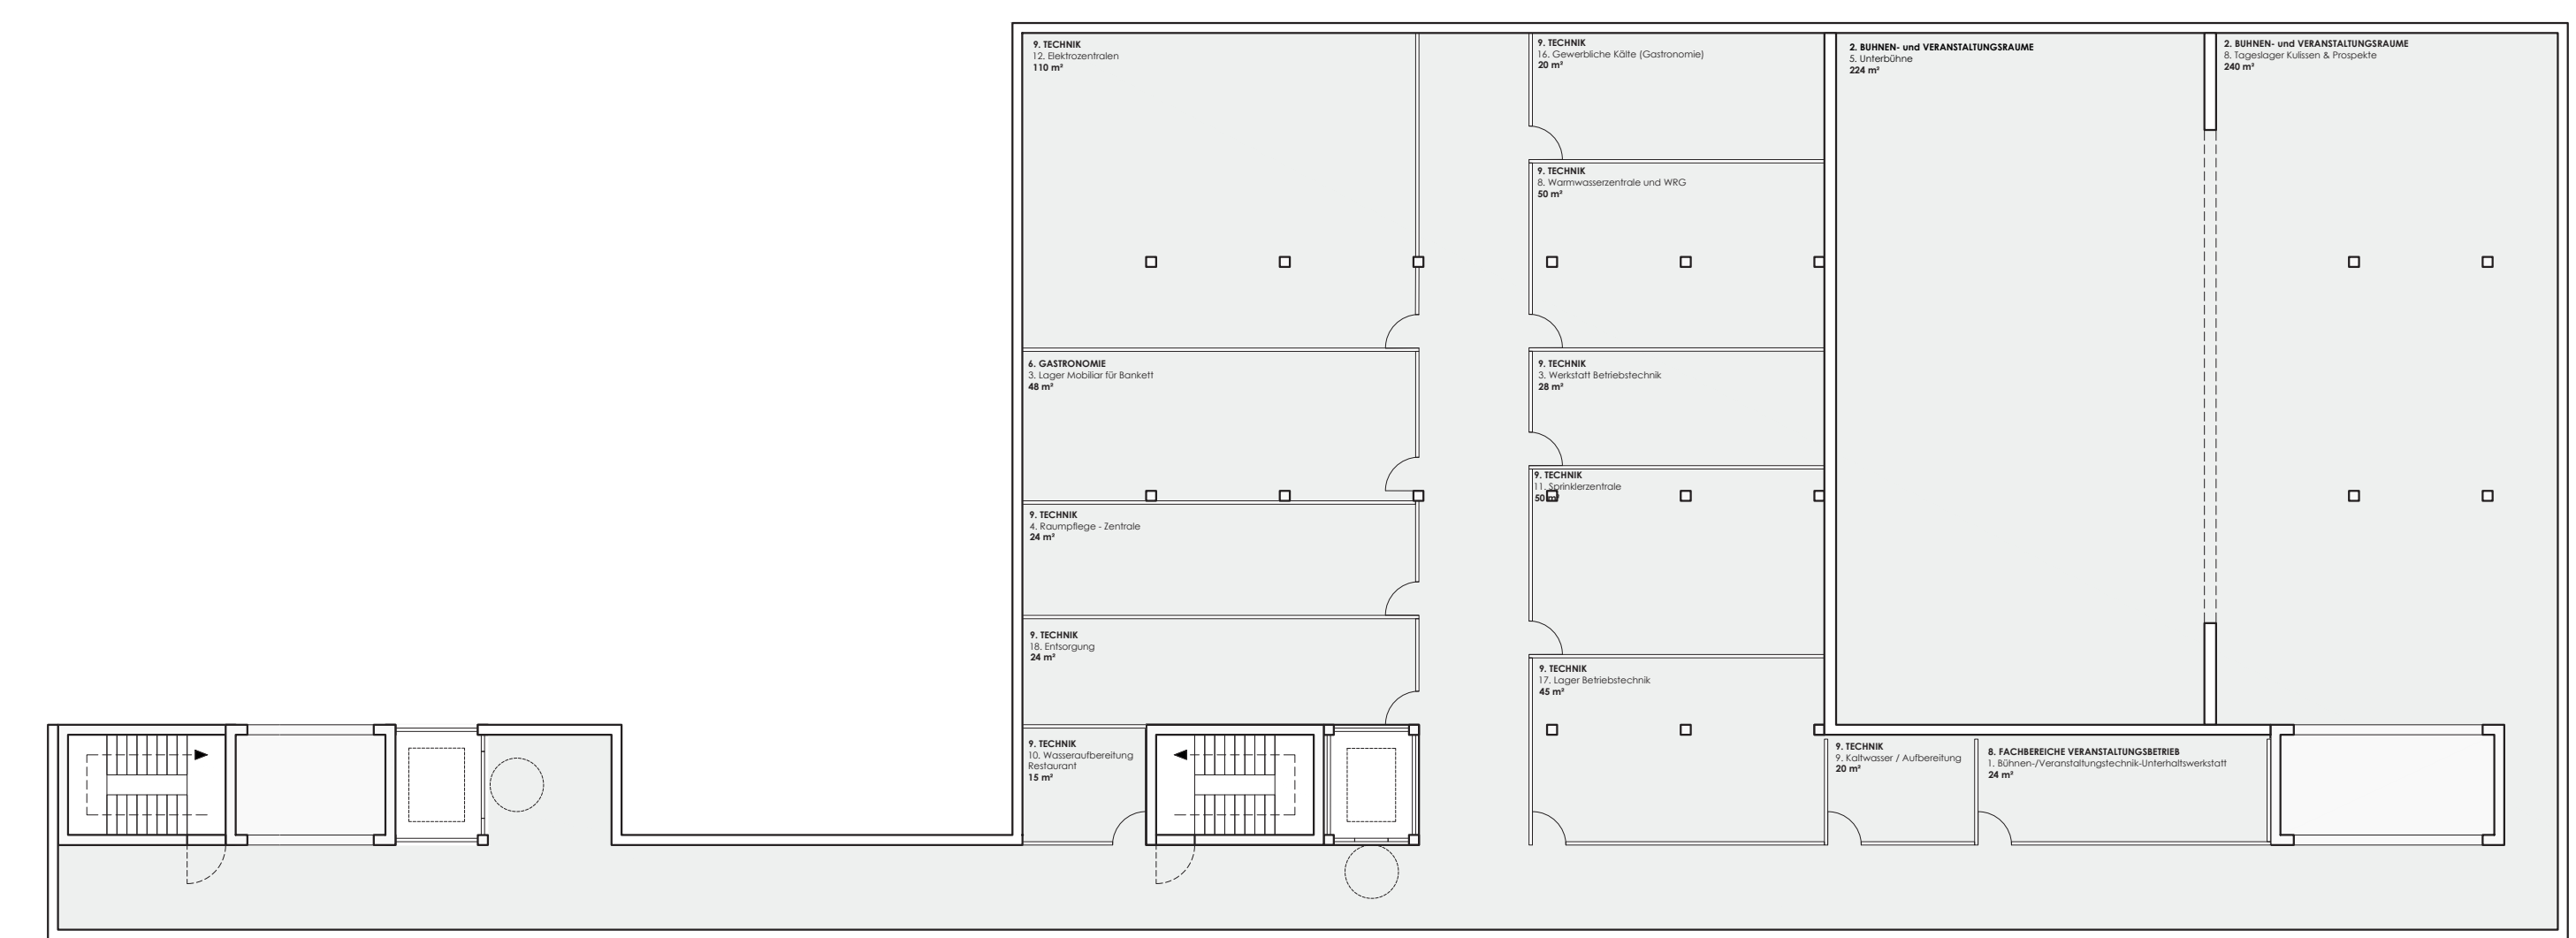 9. TECHNIK
12. Elektrozentralen
110 m²
9. TECHNIK
16. Gewerbliche Kälte (Gastronomie)
20 m²
2. BUHNEN- und VERANSTALTUNGSRAUME
5. Unterbühne
224 m²
2. BUHNEN- und VERANSTALTUNGSRAUME
8. Tageslager Kulissen & Prospekte
240 m²
9. TECHNIK
8. Warmwasserzentrale und WRG
50 m²
6. GASTRONOMIE
3. Lager Mobiliar für Bankett
48 m²
9. TECHNIK
3. Werkstatt Betriebstechnik
28 m²
9. TECHNIK
11. Sprinklerzentrale
50 m²
9. TECHNIK
4. Raumpflege - Zentrale
24 m²
9. TECHNIK
18. Entsorgung
24 m²
9. TECHNIK
17. Lager Betriebstechnik
45 m²
9. TECHNIK
10. Wasseraufbereitung
Restaurant
15 m²
9. TECHNIK
9. Kaltwasser / Aufbereitung
20 m²
8. FACHBEREICHE VERANSTALTUNGSBETRIEB
1. Bühnen-/Veranstaltungstechnik-Unterhaltswerkstatt
24 m²